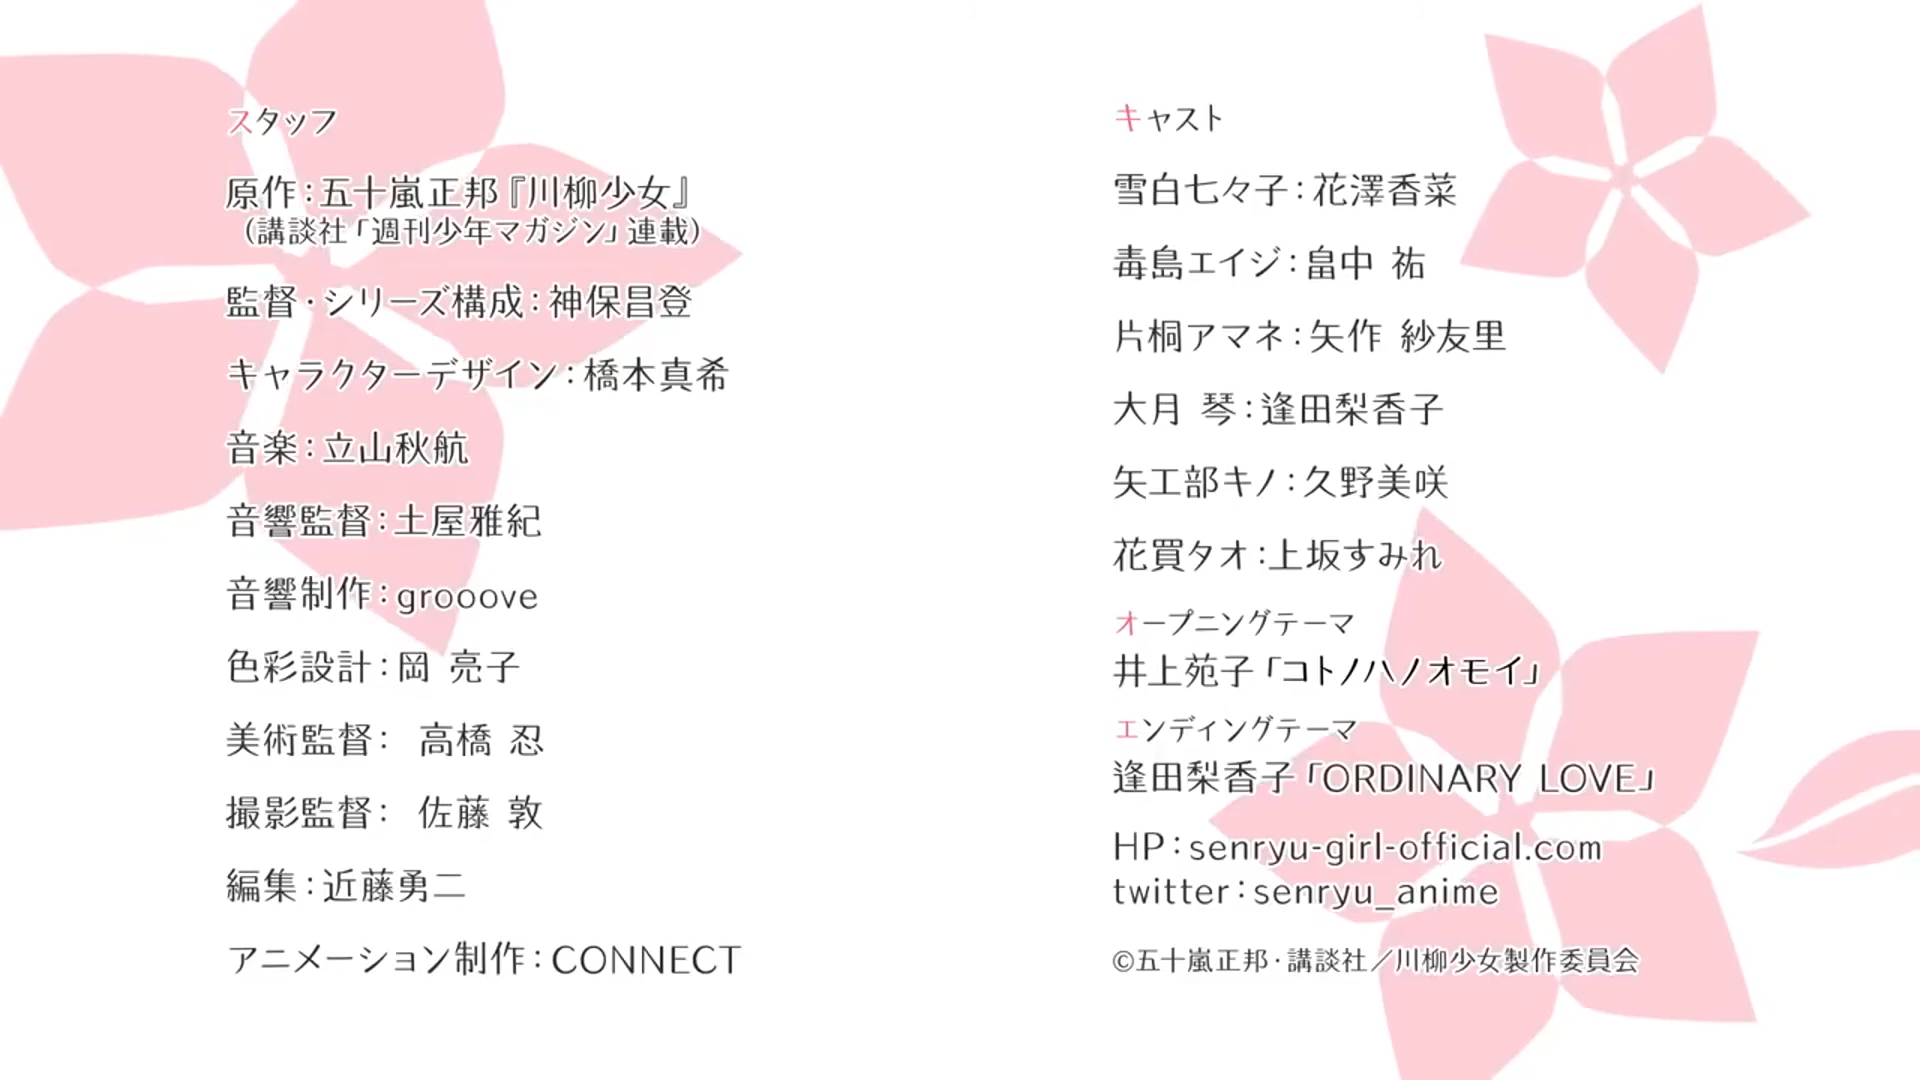 スタッフ
原作：五十嵐正邦『川柳少女』
（講談社「週刊少年マガジン」連載）
監督・シリーズ構成：神保昌登
キャラクターデザイン：橋本真希
音楽：立山秋航
音響監督：土屋雅紀
音響制作：grooove
色彩設計：岡 亮子
美術監督： 高橋 忍
撮影監督： 佐藤 敦
編集：近藤勇二
アニメーション制作：CONNECT
キャスト
雪白七々子：花澤香菜
毒島エイジ：畠中 祐
片桐アマネ：矢作 紗友里
大月 琴：逢田梨香子
矢工部キノ：久野美咲
花買タオ：上坂すみれ
オープニングテーマ
井上苑子「コトノハノオモイ」
エンディングテーマ
逢田梨香子「ORDINARY LOVE」
HP：senryu-girl-official.com
twitter：senryu_anime
©五十嵐正邦・講談社／川柳少女製作委員会